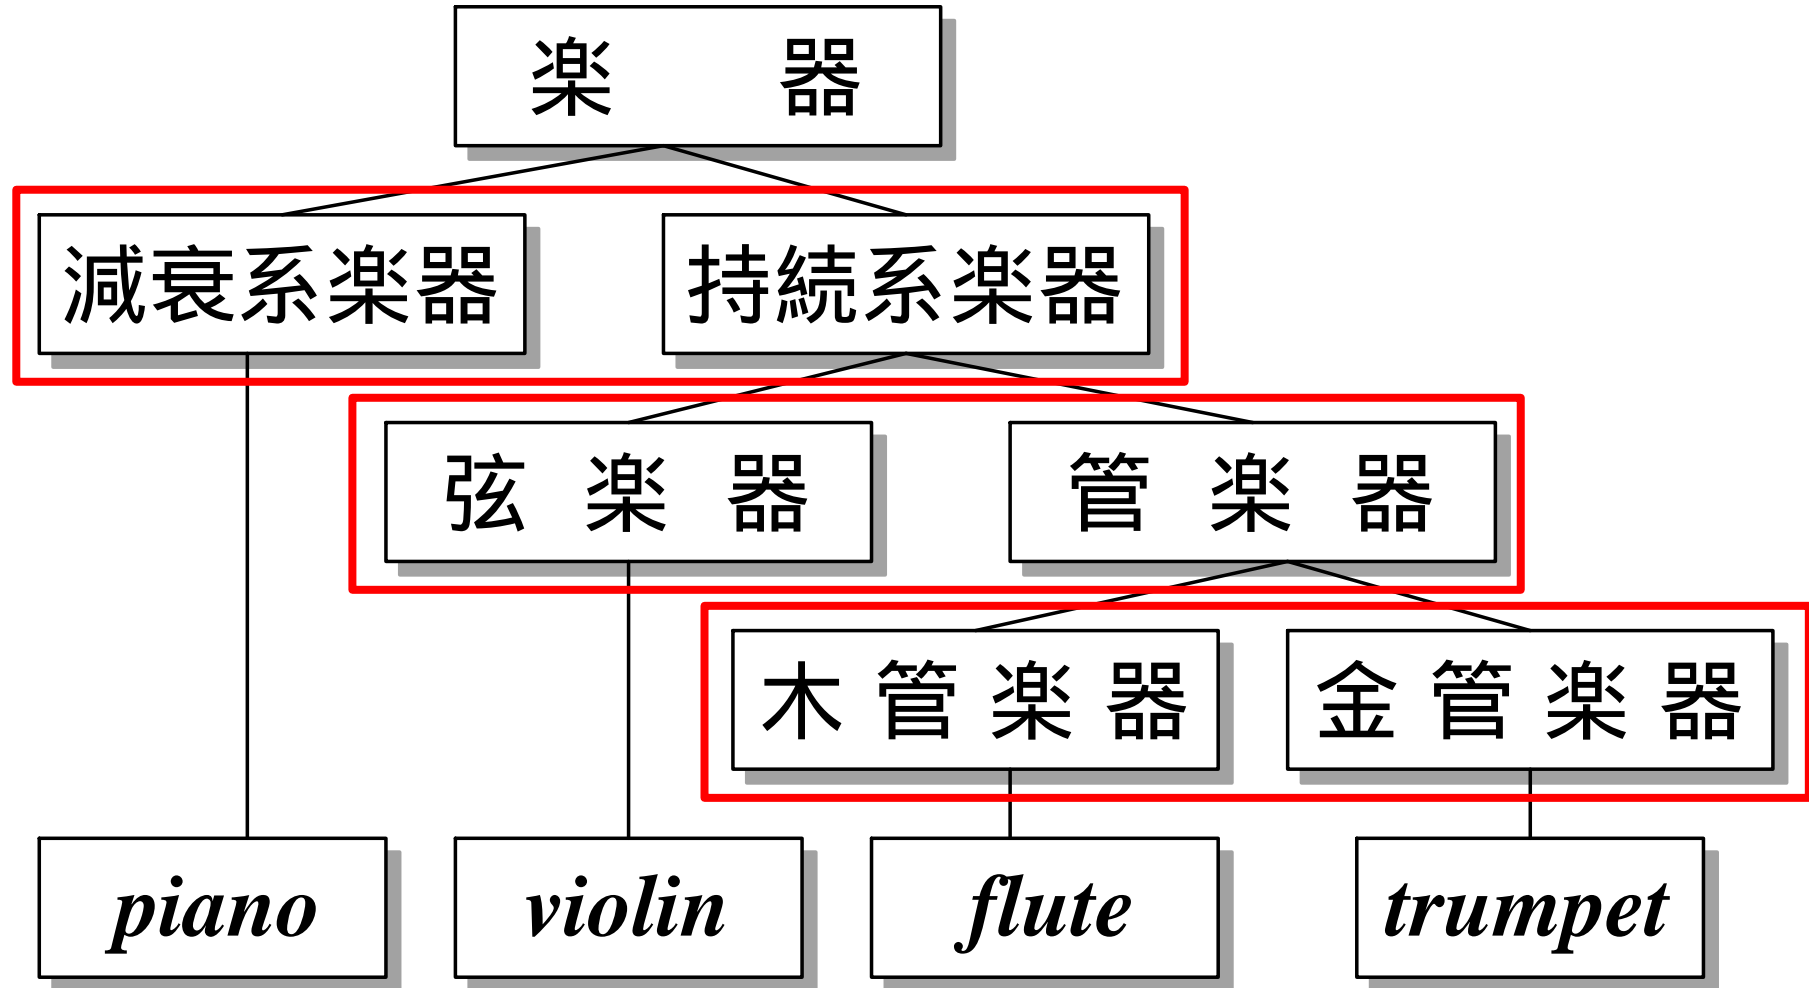 楽 器
減衰系楽器 持続系楽器
弦 楽 器 管 楽 器
木 管 楽 器 金 管 楽 器
piano violin flute trumpet